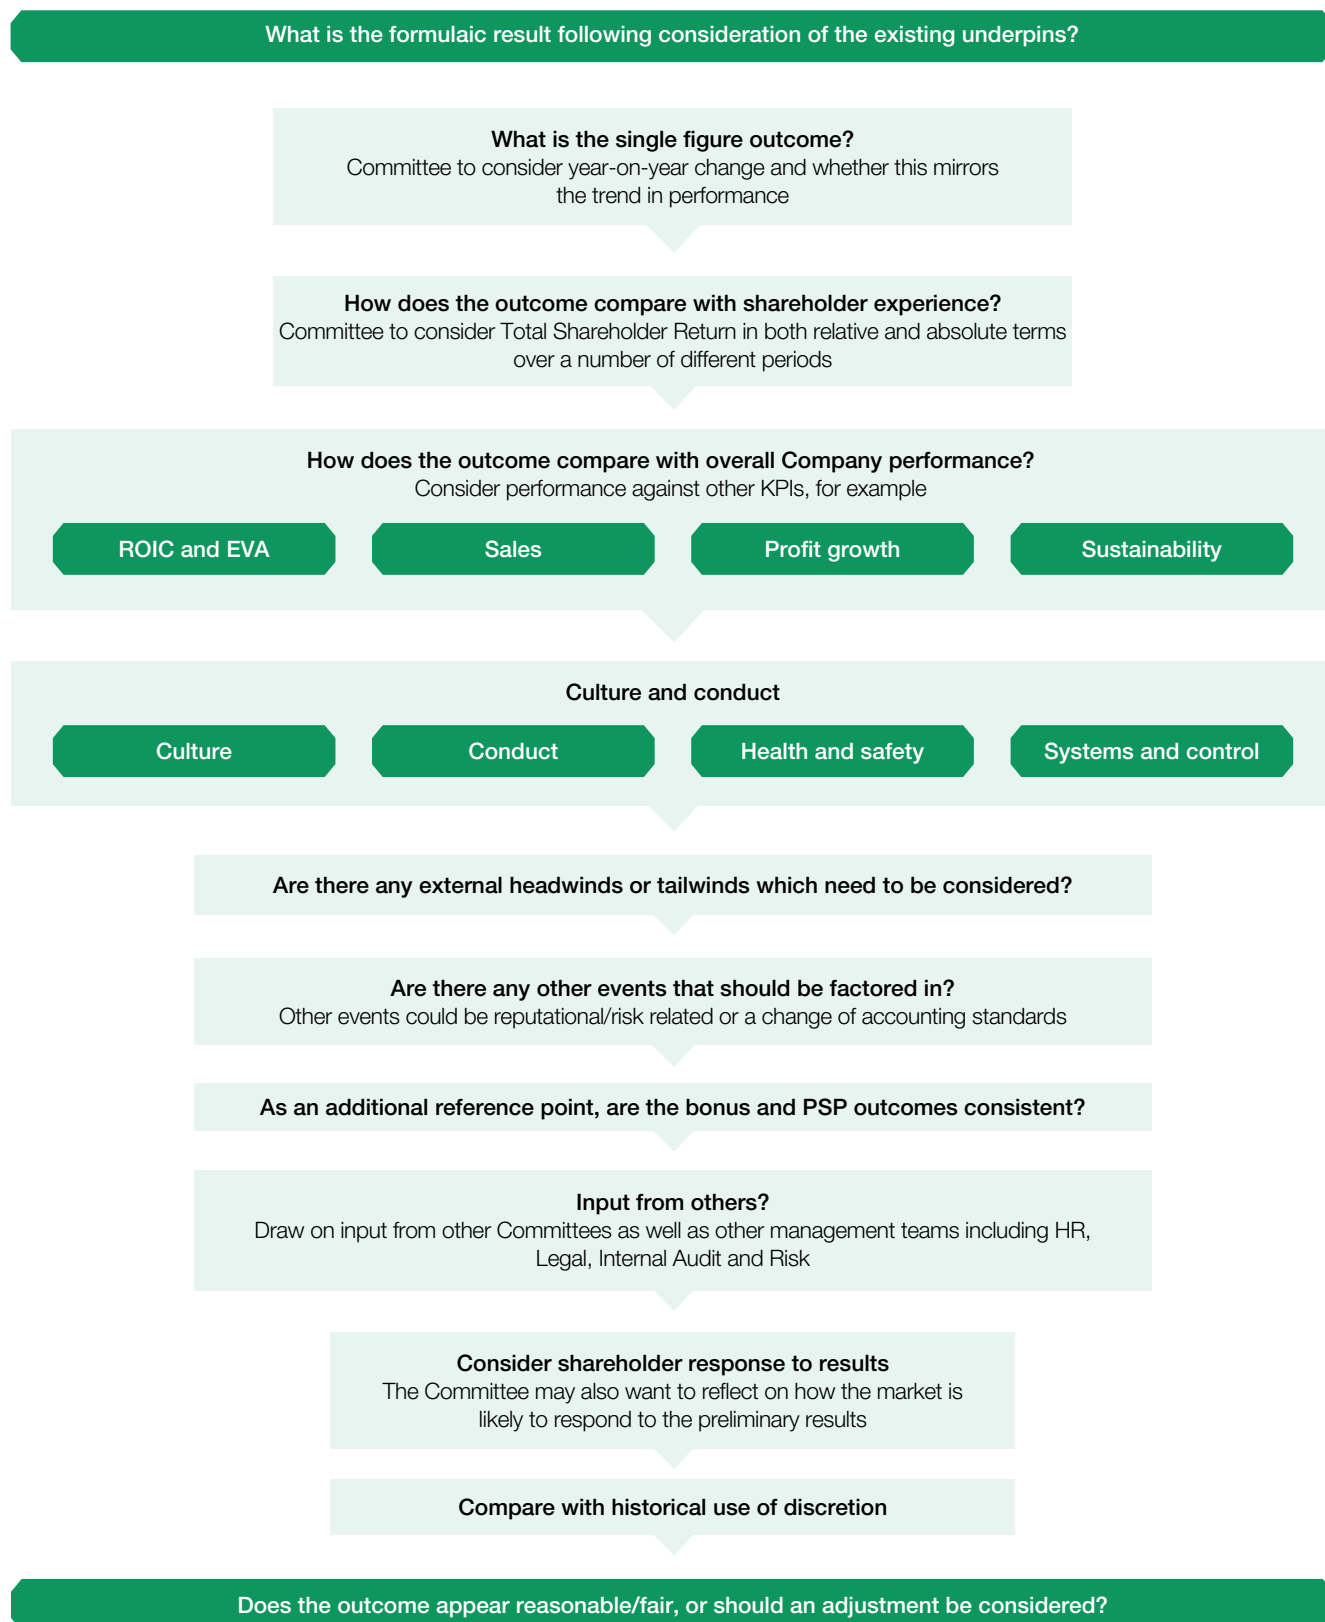 What is the formulaic result following consideration of the existing underpins?
What is the single figure outcome?
Committee to consider year-on-year change and whether this mirrors
the trend in performance
How does the outcome compare with shareholder experience?
Committee to consider Total Shareholder Return in both relative and absolute terms
over a number of different periods
How does the outcome compare with overall Company performance?
Consider performance against other KPIs, for example
ROIC and EVA
Sales
Profit growth
Sustainability
Culture and conduct
Culture
Conduct
Health and safety
Systems and control
Are there any external headwinds or tailwinds which need to be considered?
Are there any other events that should be factored in?
Other events could be reputational/risk related or a change of accounting standards
As an additional reference point, are the bonus and PSP outcomes consistent?
Input from others?
Draw on input from other Committees as well as other management teams including HR,
Legal, Internal Audit and Risk
Consider shareholder response to results
The Committee may also want to reflect on how the market is
likely to respond to the preliminary results
Compare with historical use of discretion
Does the outcome appear reasonable/fair, or should an adjustment be considered?